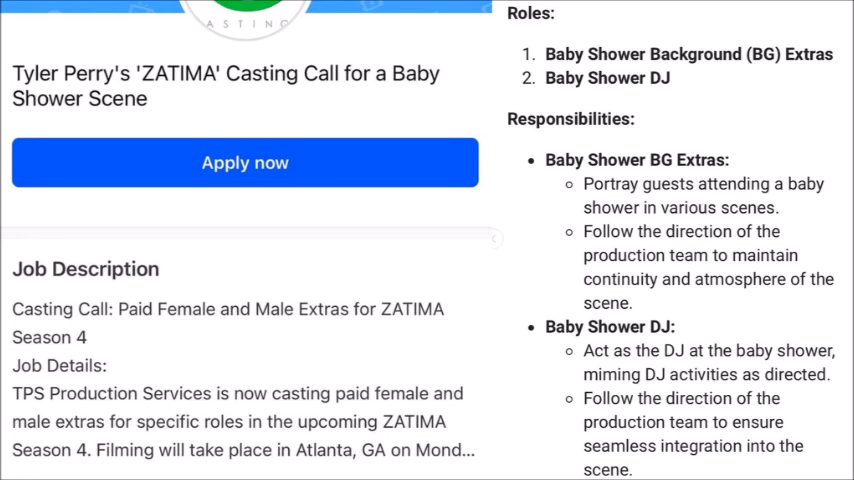 ASTING
Tyler Perry's 'ZATIMA' Casting Call for a Baby
Shower Scene
Apply now
Job Description
Casting Call: Paid Female and Male Extras for ZATIMA
Season 4
Job Details:
TPS Production Services is now casting paid female and
male extras for specific roles in the upcoming ZATIMA
Season 4. Filming will take place in Atlanta, GA on Mond...
Roles:
1. Baby Shower Background (BG) Extras
2. Baby Shower DJ
Responsibilities:
• Baby Shower BG Extras:
○ Portray guests attending a baby
shower in various scenes.
○ Follow the direction of the
production team to maintain
continuity and atmosphere of the
scene.
• Baby Shower DJ:
○ Act as the DJ at the baby shower,
miming DJ activities as directed.
○ Follow the direction of the
production team to ensure
seamless integration into the
scene.